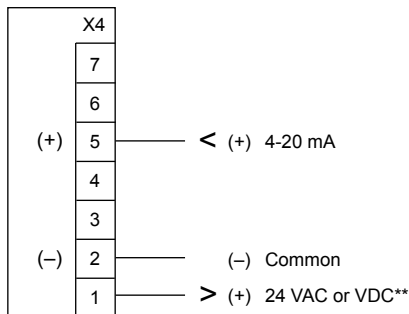 X4
7
6
(+) 5 < (+) 4-20 mA
4
3
(–) 2 (–) Common
1 > (+) 24 VAC or VDC**